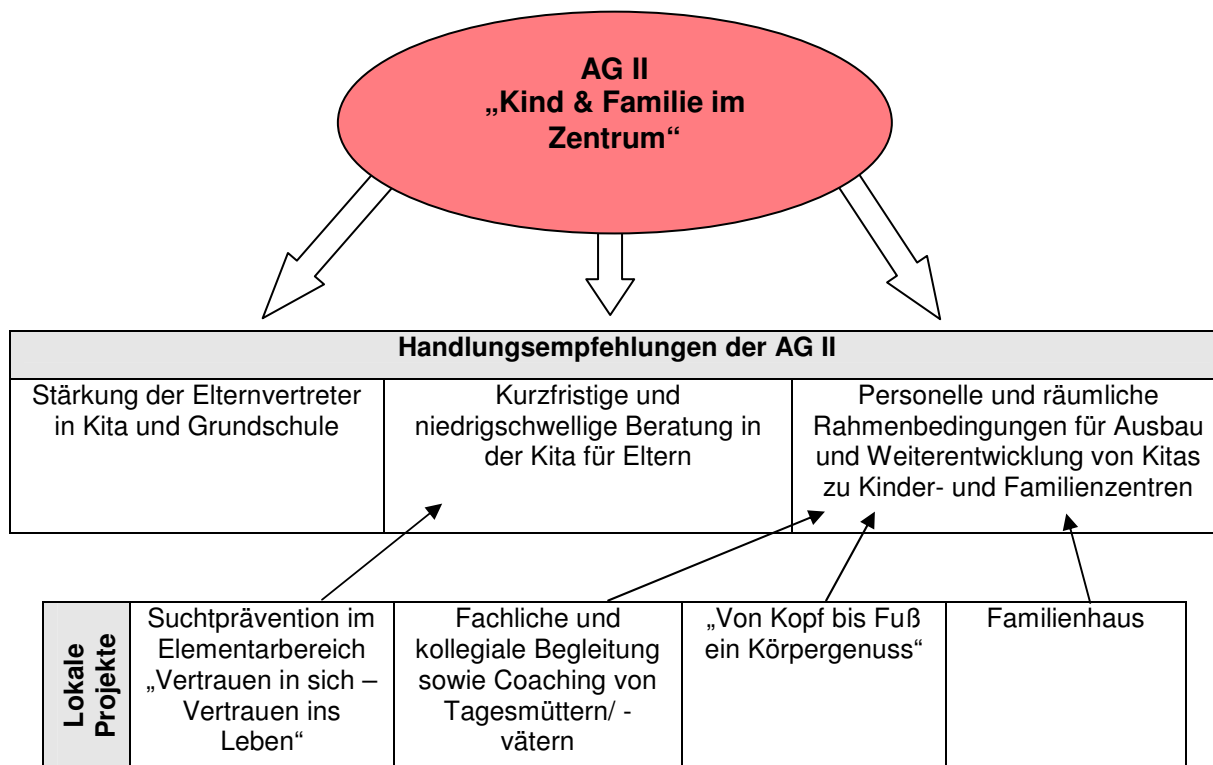 AG II
„Kind & Familie im
Zentrum“
Handlungsempfehlungen der AG II
Stärkung der Elternvertreter
in Kita und Grundschule
Kurzfristige und
niedrigschwellige Beratung in
der Kita für Eltern
Personelle und räumliche
Rahmenbedingungen für Ausbau
und Weiterentwicklung von Kitas
zu Kinder- und Familienzentren
Lokale
Projekte
Suchtprävention im
Elementarbereich
„Vertrauen in sich –
Vertrauen ins
Leben“
Fachliche und
kollegiale Begleitung
sowie Coaching von
Tagesmüttern/ -
vätern
„Von Kopf bis Fuß
ein Körpergenuss“
Familienhaus